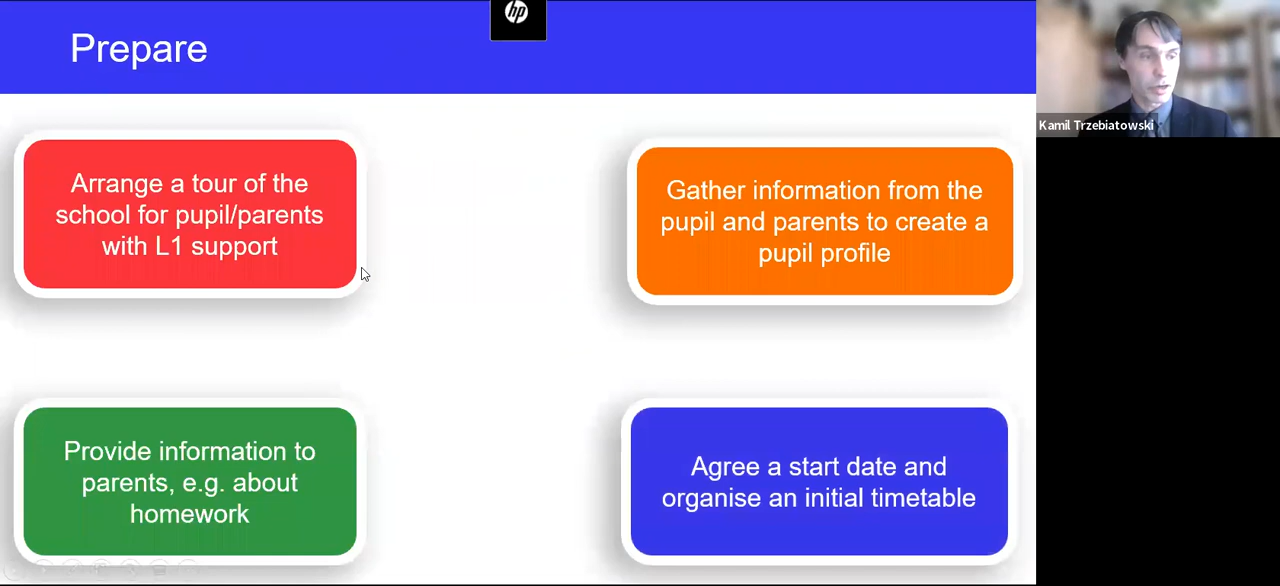 Prepare
hp
Kamil Trzebiatowski
Arrange a tour of the
school for pupil/parents
with L1 support
Gather information from the
pupil and parents to create a
pupil profile
Provide information to
parents, e.g. about
homework
Agree a start date and
organise an initial timetable